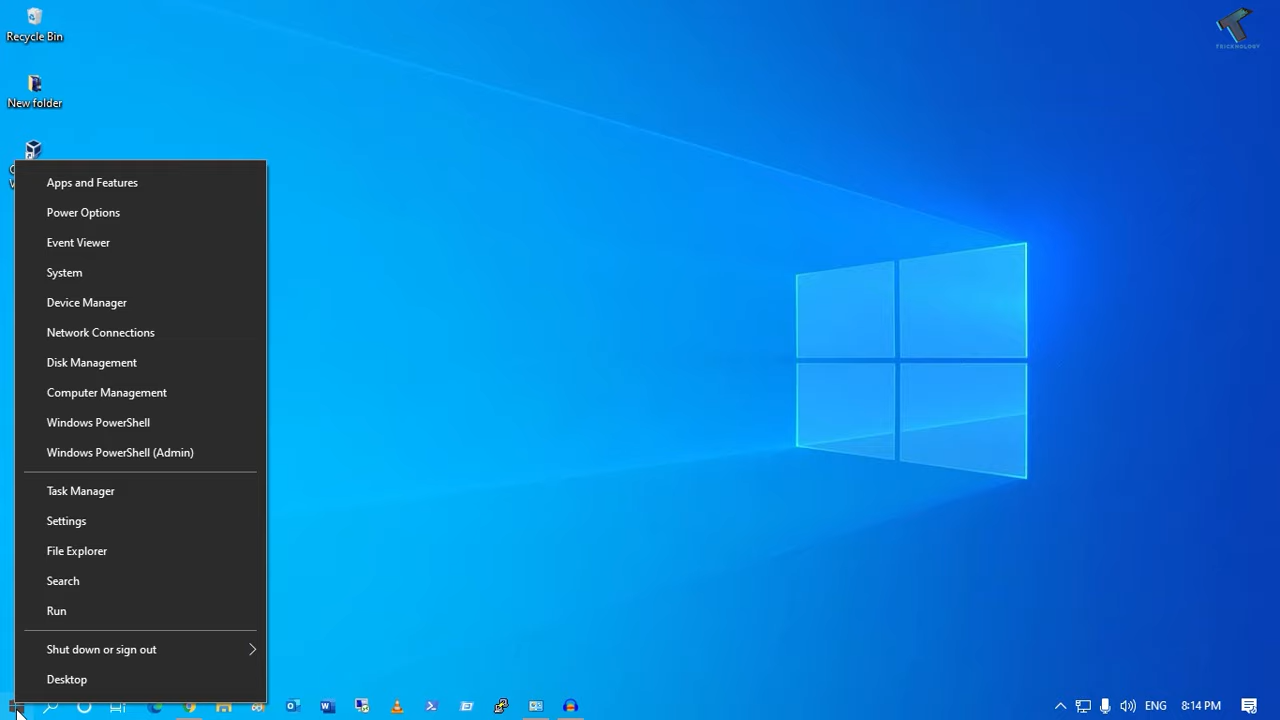 Recycle Bin
TRICKNOLOGY
New folder
Apps and Features
Power Options
Event Viewer
System
Device Manager
Network Connections
Disk Management
Computer Management
Windows PowerShell
Windows PowerShell (Admin)
Task Manager
Settings
File Explorer
Search
Run
Shut down or sign out
Desktop
ENG
8:14 PM